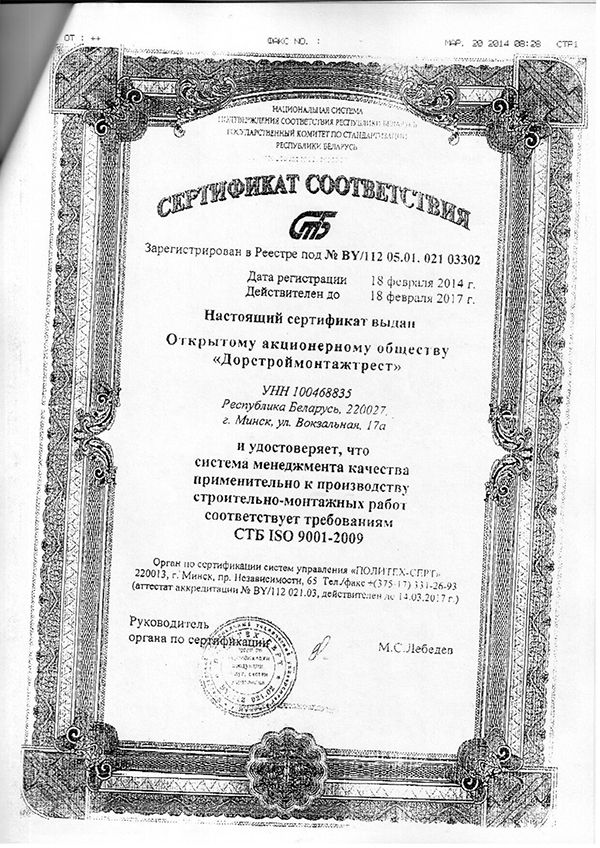 ОТ : ++ ФАКС NO. : МАР. 20 2014 08:28 СТР1
НАЦИОНАЛЬНАЯ СИСТЕМА
ПОДТВЕРЖДЕНИЯ СООТВЕТСТВИЯ РЕСПУБЛИКИ БЕЛАРУСЬ
ГОСУДАРСТВЕННЫЙ КОМИТЕТ ПО СТАНДАРТИЗАЦИИ
РЕСПУБЛИКИ БЕЛАРУСЬ
СЕРТИФИКАТ СООТВЕТСТВИЯ
СТБ
Зарегистрирован в Реестре под № BY/112 05.01. 021 03302
Дата регистрации 18 февраля 2014 г.
Действителен до 18 февраля 2017 г.
Настоящий сертификат выдан
Открытому акционерному обществу
«Дорстроймонтажтрест»
УНН 100468835
Республика Беларусь, 220027,
г. Минск, ул. Вокзальная, 17а
и удостоверяет, что
система менеджмента качества
применительно к производству
строительно-монтажных работ
соответствует требованиям
СТБ ISO 9001-2009
Орган по сертификации систем управления «ПОЛИТЕХ-СЕРТ»
220013, г. Минск, пр. Независимости, 65 Тел./факс +(375-17) 331-26-93
(аттестат аккредитации № BY/112 021.03, действителен до 14.03.2017 г.)
Руководитель
органа по сертификации М.С.Лебедев